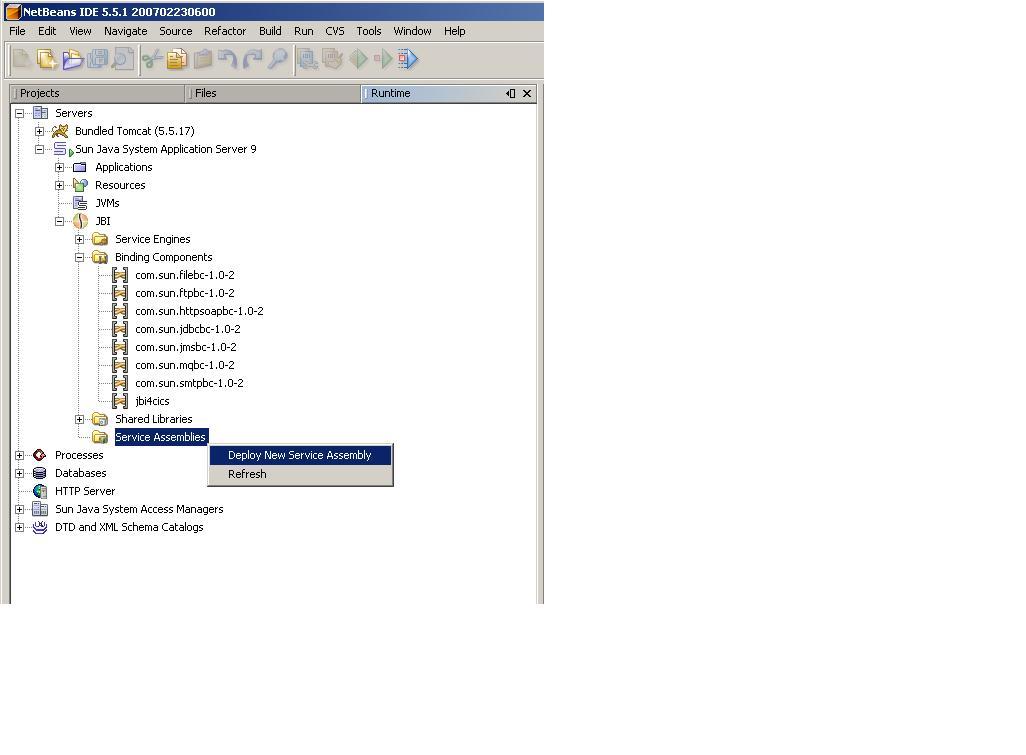 NetBeans IDE 5.5.1 200702230600
File Edit View Navigate Source Refactor Build Run CVS Tools Window Help
Projects Files Runtime
Servers
Bundled Tomcat (5.5.17)
Sun Java System Application Server 9
Applications
Resources
JVMs
JBI
Service Engines
Binding Components
com.sun.filebc-1.0-2
com.sun.ftpbc-1.0-2
com.sun.httpsoapbc-1.0-2
com.sun.jdbcbc-1.0-2
com.sun.jmsbc-1.0-2
com.sun.mqbc-1.0-2
com.sun.smtpbc-1.0-2
jbi4cics
Shared Libraries
Service Assemblies
Processes
Deploy New Service Assembly
Databases
Refresh
HTTP Server
Sun Java System Access Managers
DTD and XML Schema Catalogs